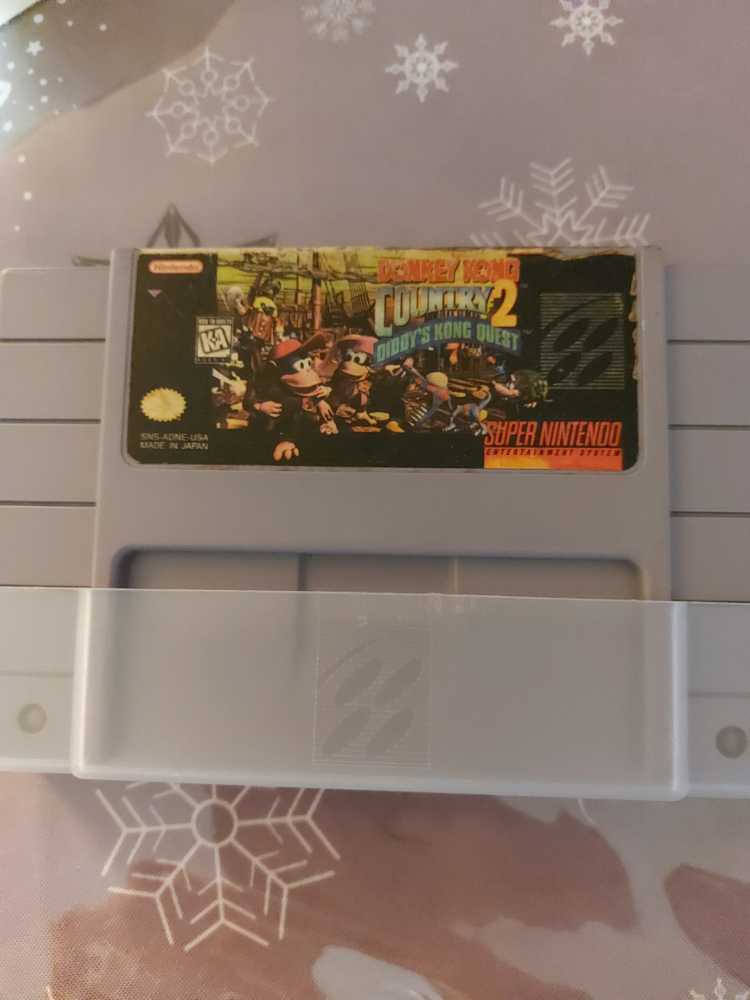 Nintendo
DONKEY KONG
COUNTRY 2
DIDDY'S KONG QUEST
K-A
SNS-ADNE-USA
MADE IN JAPAN
SUPER NINTENDO
ENTERTAINMENT SYSTEM